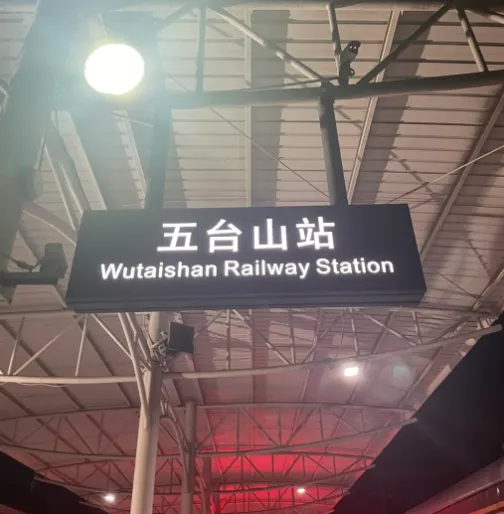 五台山站
Wutaishan Railway Station